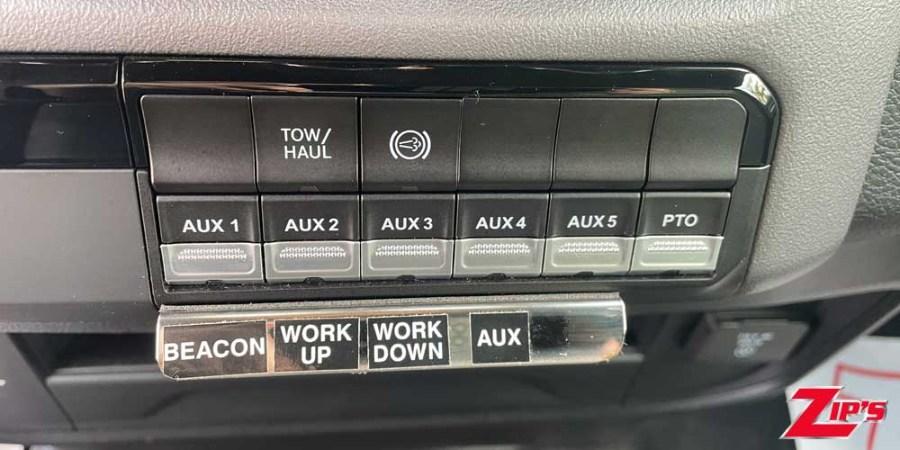 TOW/
HAUL
AUX 1 AUX 2 AUX 3 AUX 4 AUX 5 PTO
BEACON WORK UP WORK DOWN AUX
ZIP'S